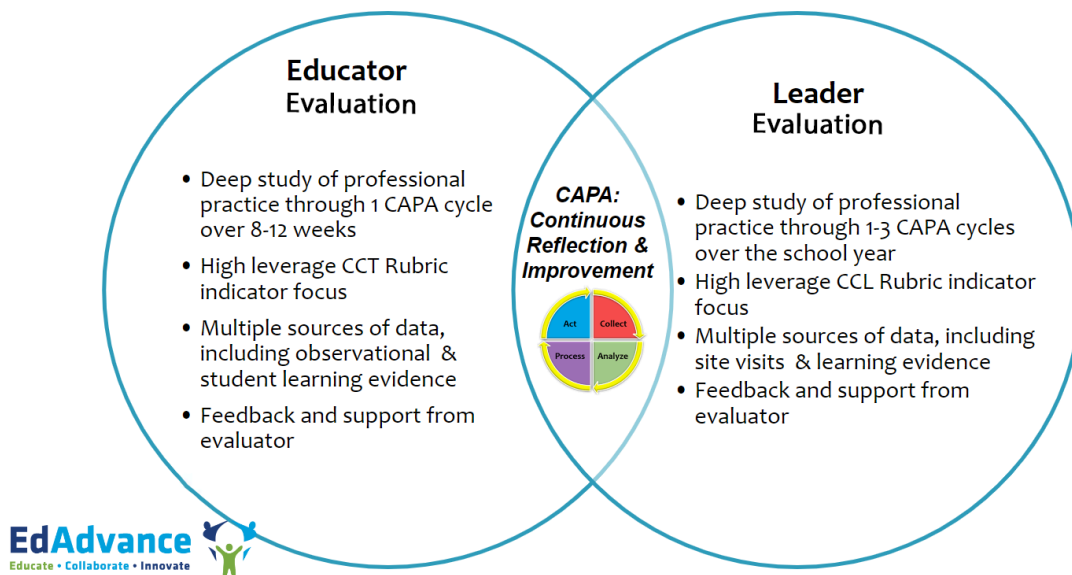 Educator
Evaluation
• Deep study of professional
practice through 1 CAPA cycle
over 8-12 weeks
• High leverage CCT Rubric
indicator focus
• Multiple sources of data,
including observational &
student learning evidence
• Feedback and support from
evaluator
CAPA:
Continuous
Reflection &
Improvement
Act
Collect
Process
Analyze
Leader
Evaluation
• Deep study of professional
practice through 1-3 CAPA cycles
over the school year
• High leverage CCL Rubric indicator
focus
• Multiple sources of data, including
site visits & learning evidence
• Feedback and support from
evaluator
EdAdvance
Educate • Collaborate • Innovate